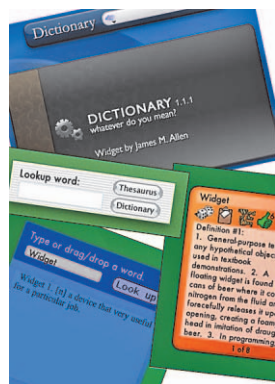 Dictionary
DICTIONARY 1.1.1
whatever do you mean?
Widget by James M. Allen
Lookup word:
Thesaurus
Dictionary
Type or drag/drop a word...
Widget
Look up
Widget 1. [n] a device that very useful
for a particular job.
Widget
Definition #1:
1. General-purpose te
any hypothetical object
used in textbook
demonstrations. 2. A
floating widget is found
cans of beer where it co
nitrogen from the fluid an
forcefully releases it upo
opening, creating a foam
head in imitation of draug
beer. 3. In programming,
1 of 8